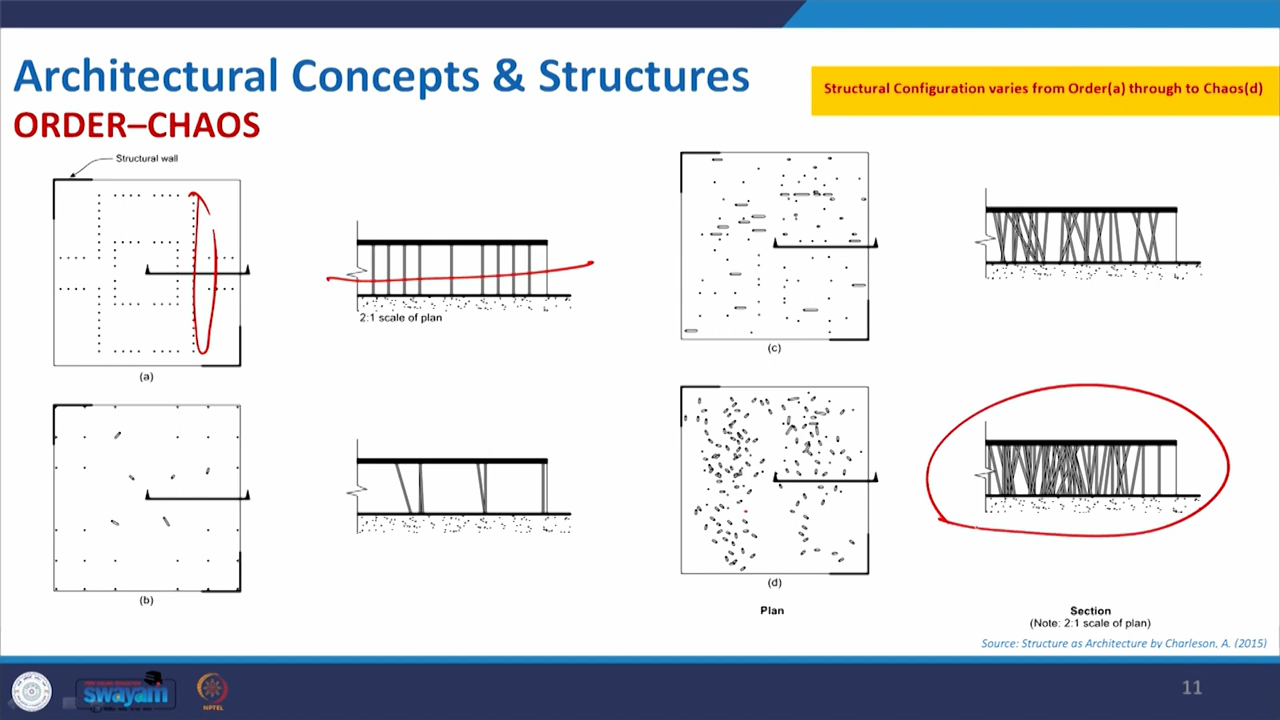 Architectural Concepts & Structures
ORDER–CHAOS
Structural Configuration varies from Order(a) through to Chaos(d)
Structural wall
2:1 scale of plan
(a)
(b)
(c)
(d)
Plan
Section
(Note: 2:1 scale of plan)
Source: Structure as Architecture by Charleson, A. (2015)
swayam
NPTEL
11